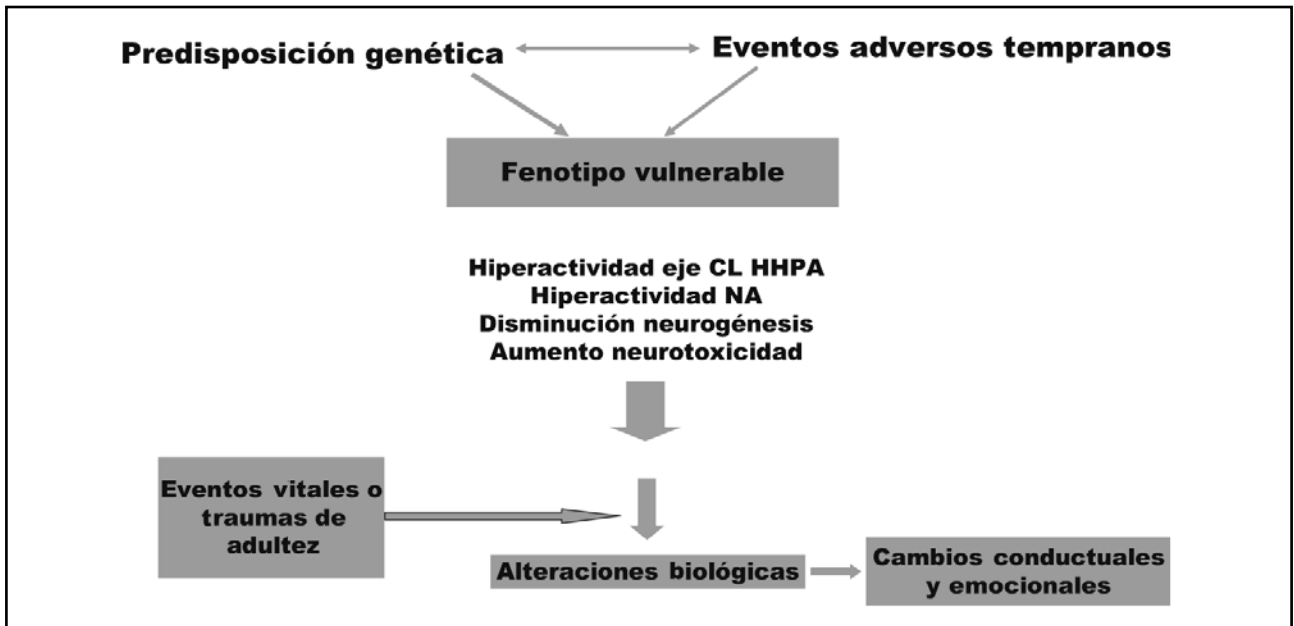 Predisposición genética
Eventos adversos tempranos
Fenotipo vulnerable
Hiperactividad eje CL HHPA
Hiperactividad NA
Disminución neurogénesis
Aumento neurotoxicidad
Eventos vitales o
traumas de
adultez
Alteraciones biológicas
Cambios conductuales
y emocionales